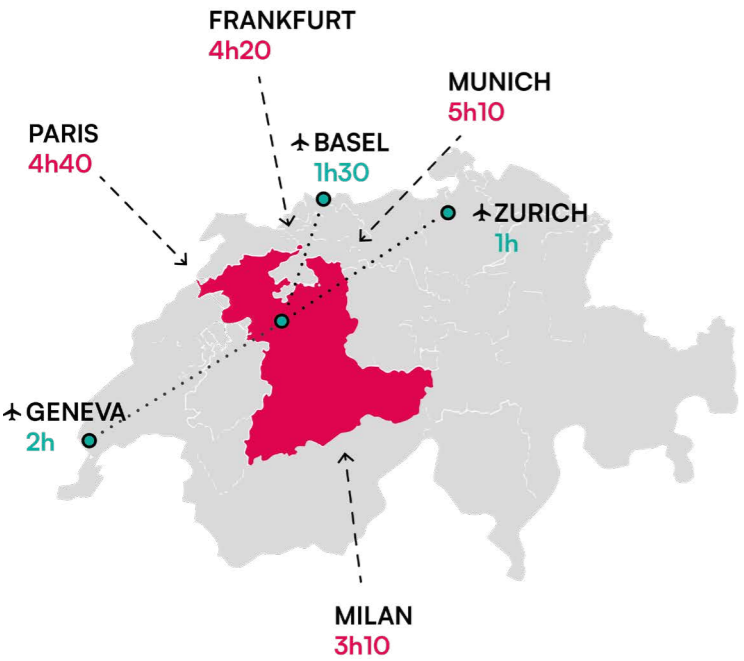 FRANKFURT
4h20
MUNICH
5h10
PARIS
4h40
BASEL
1h30
ZURICH
1h
GENEVA
2h
MILAN
3h10